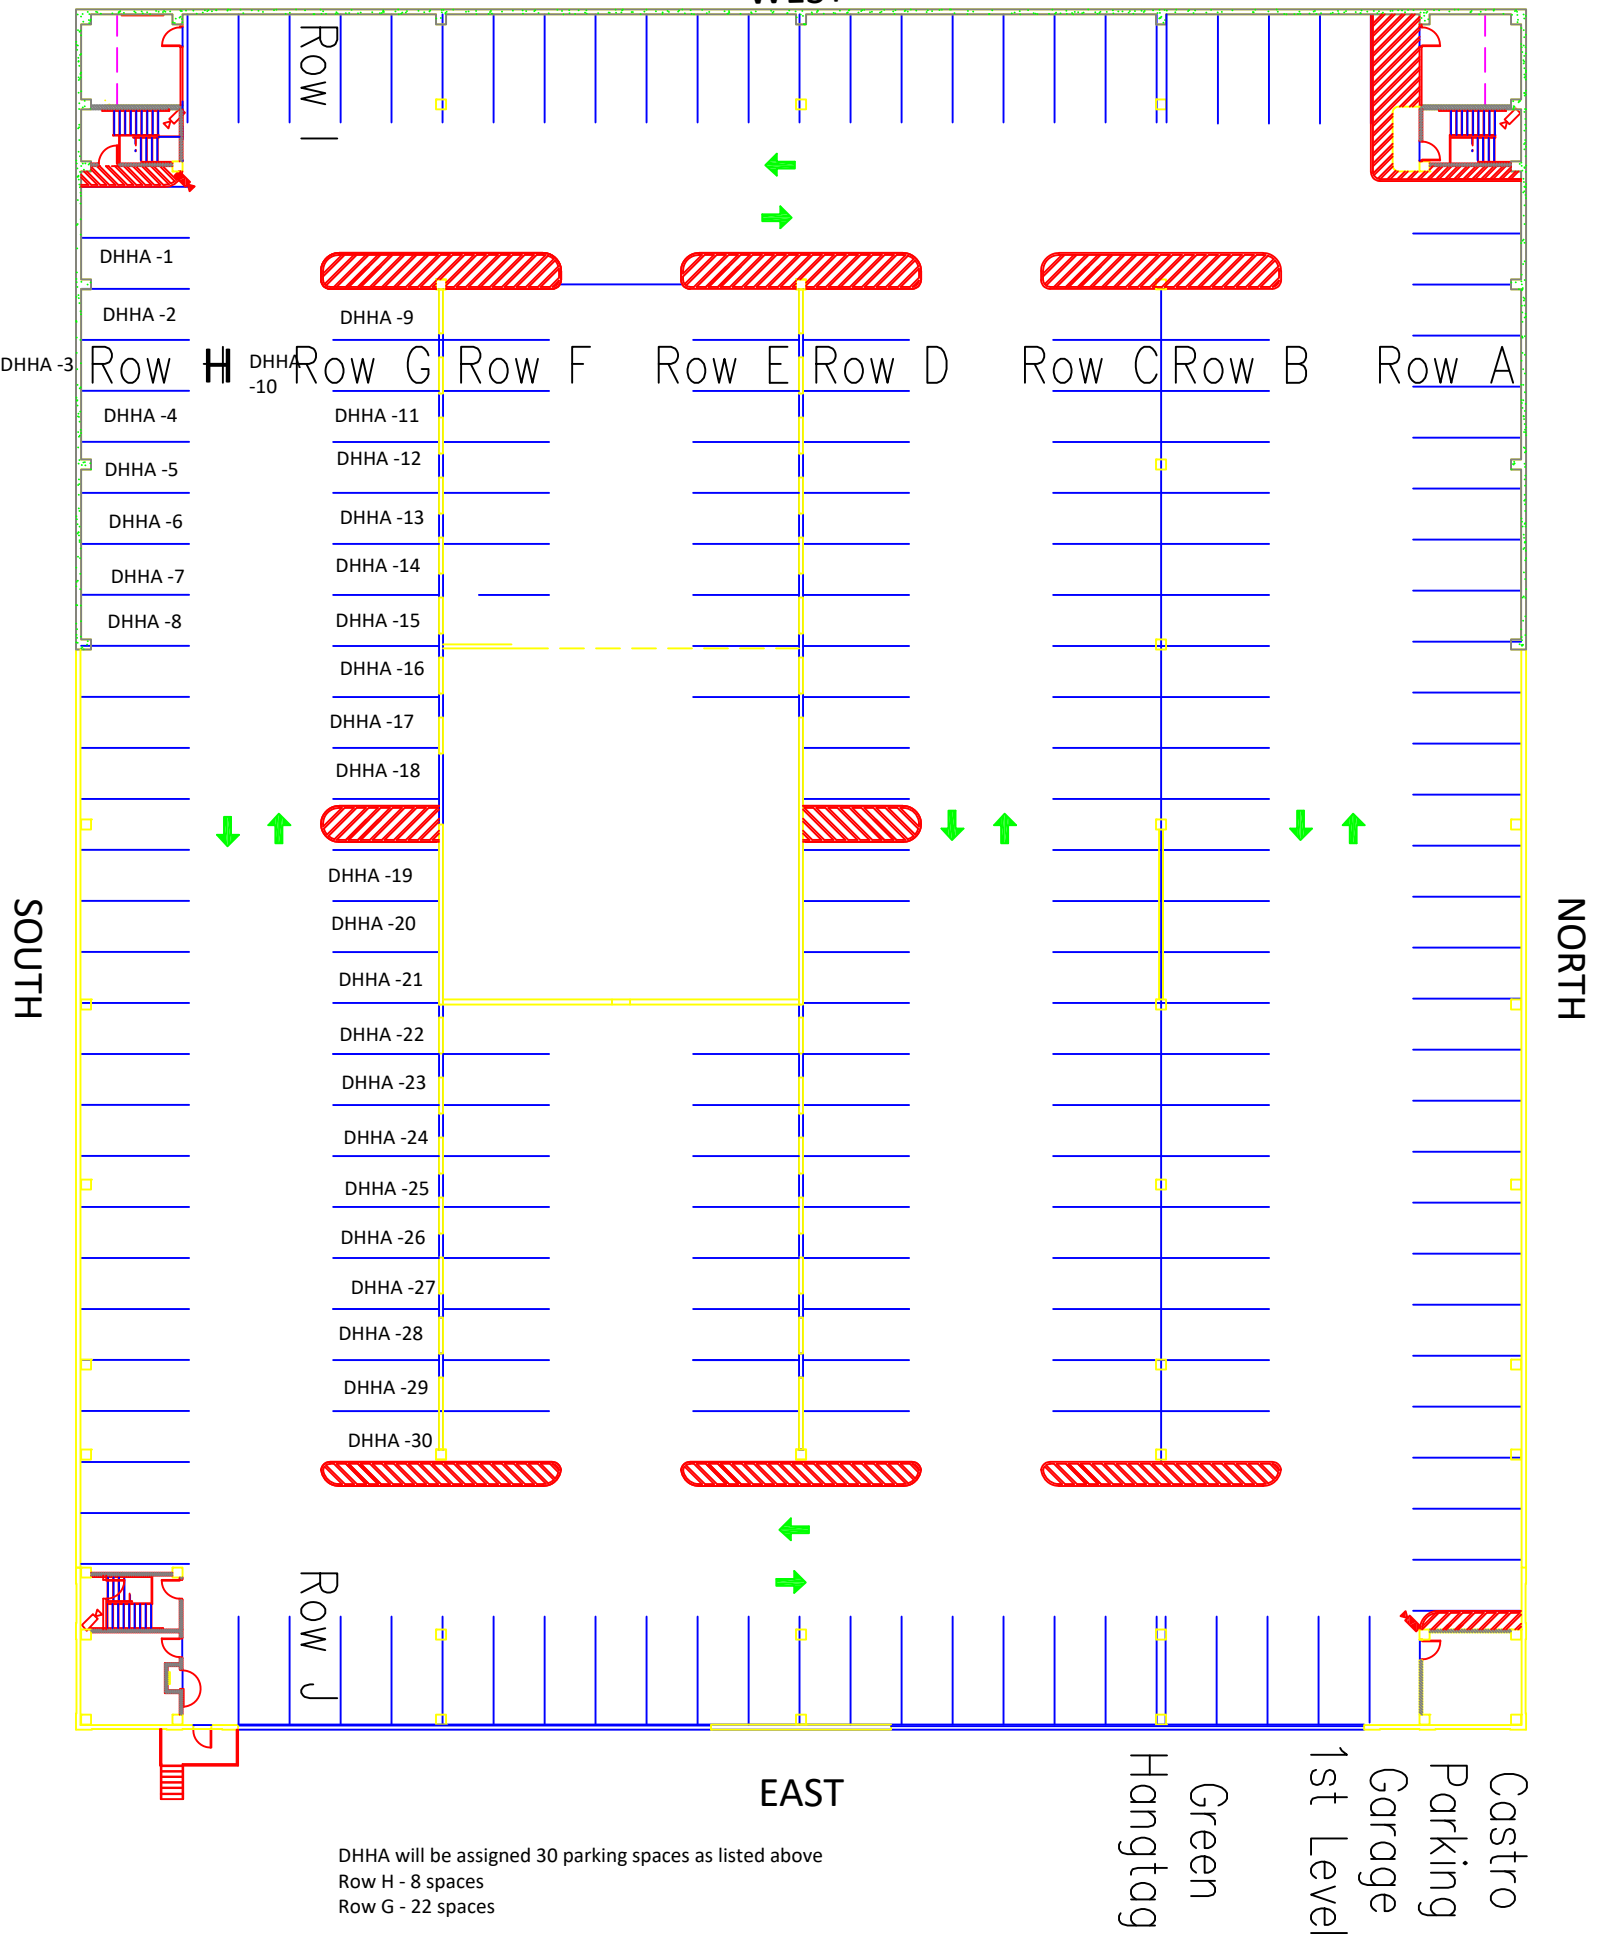 WEST
Row I
DHHA -1
DHHA -2
DHHA -9
DHHA -3
Row H
DHHA
-10
Row G
Row F
Row E
Row D
Row C
Row B
Row A
DHHA -4
DHHA -11
DHHA -5
DHHA -12
DHHA -6
DHHA -13
DHHA -7
DHHA -14
DHHA -8
DHHA -15
DHHA -16
DHHA -17
DHHA -18
DHHA -19
DHHA -20
DHHA -21
SOUTH
NORTH
DHHA -22
DHHA -23
DHHA -24
DHHA -25
DHHA -26
DHHA -27
DHHA -28
DHHA -29
DHHA -30
Row J
EAST
Castro
Parking
Garage
1st Level
Green
Hangtag
DHHA will be assigned 30 parking spaces as listed above
Row H - 8 spaces
Row G - 22 spaces